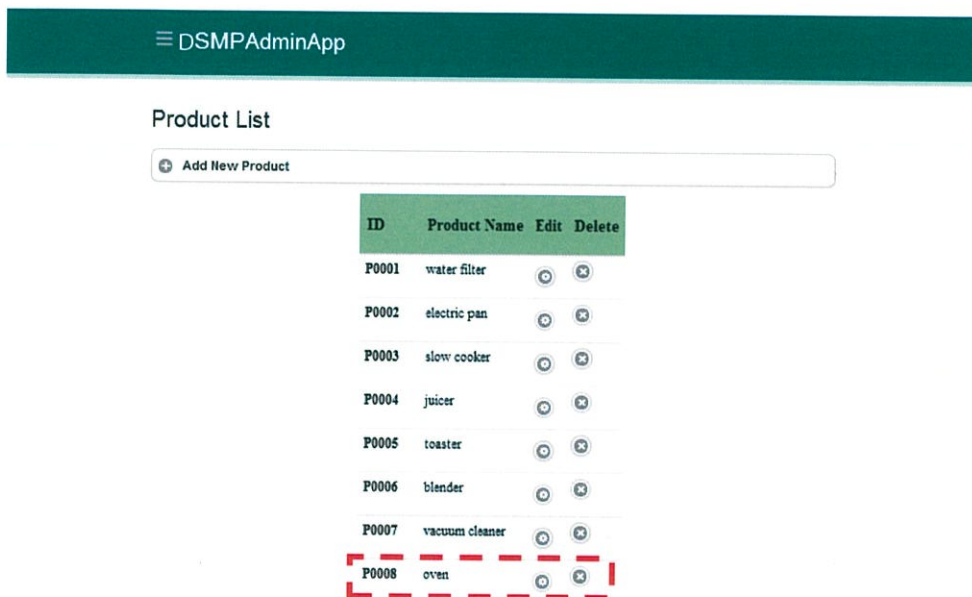 DSMPAdminApp
Product List
Add New Product
ID Product Name Edit Delete
P0001 water filter
P0002 electric pan
P0003 slow cooker
P0004 juicer
P0005 toaster
P0006 blender
P0007 vacuum cleaner
P0008 oven